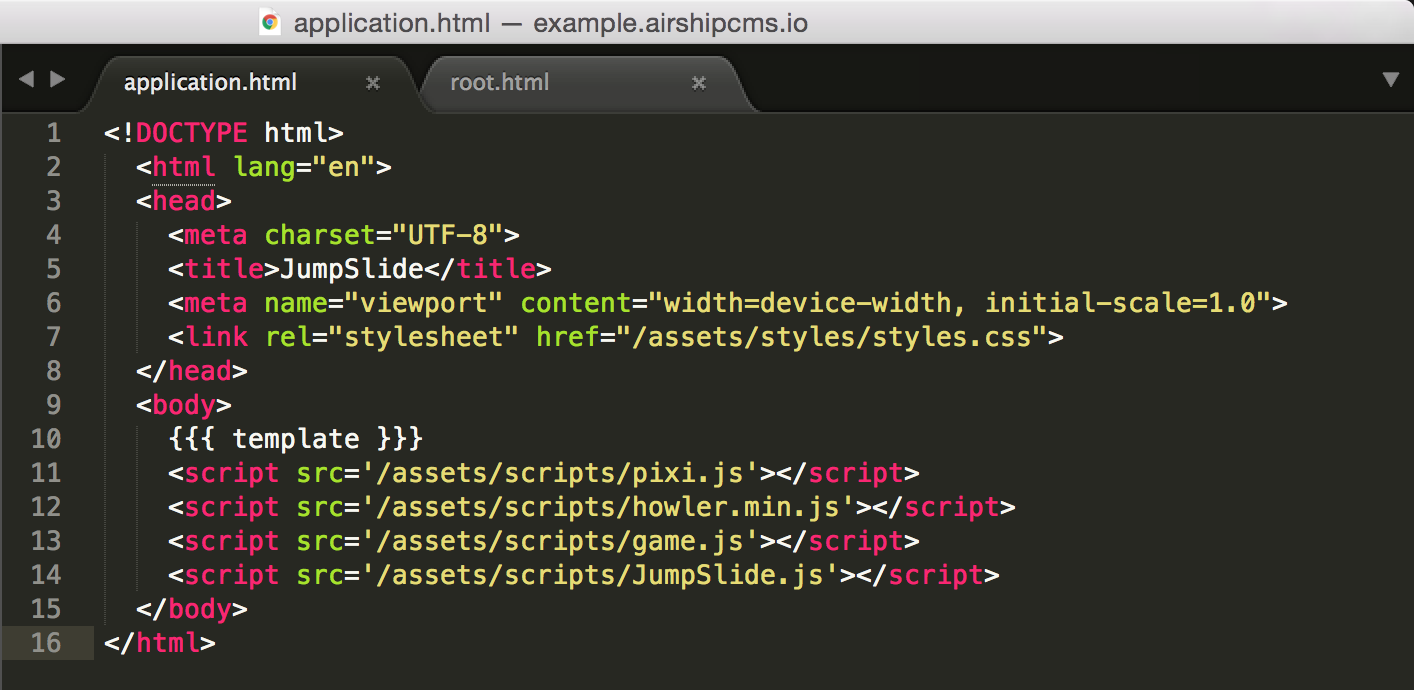 application.html — example.airshipcms.io
application.html × root.html ×
1 <!DOCTYPE html>
2 <html lang="en">
3 <head>
4 <meta charset="UTF-8">
5 <title>JumpSlide</title>
6 <meta name="viewport" content="width=device-width, initial-scale=1.0">
7 <link rel="stylesheet" href="/assets/styles/styles.css">
8 </head>
9 <body>
10 {{{ template }}}
11 <script src='/assets/scripts/pixi.js'></script>
12 <script src='/assets/scripts/howler.min.js'></script>
13 <script src='/assets/scripts/game.js'></script>
14 <script src='/assets/scripts/JumpSlide.js'></script>
15 </body>
16 </html>